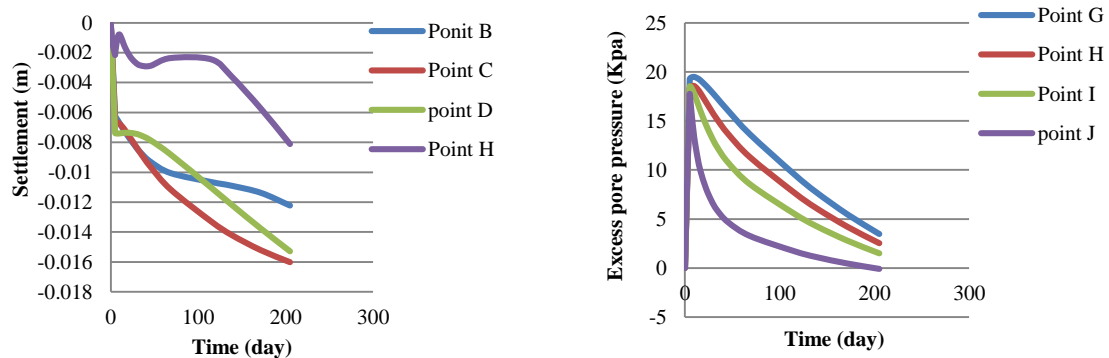 0
-0.002
-0.004
-0.006
-0.008
-0.01
-0.012
-0.014
-0.016
-0.018
Settlement (m)
0 100 200 300
Time (day)
Ponit B
Point C
point D
Point H
25
20
15
10
5
0
-5
Excess pore pressure (Kpa)
0 100 200 300
Time (day)
Point G
Point H
Point I
point J